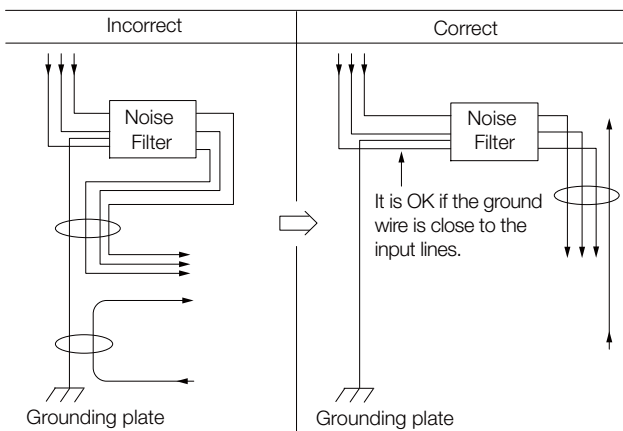 Incorrect
Correct
Noise
Filter
Grounding plate
Noise
Filter
It is OK if the ground
wire is close to the
input lines.
Grounding plate